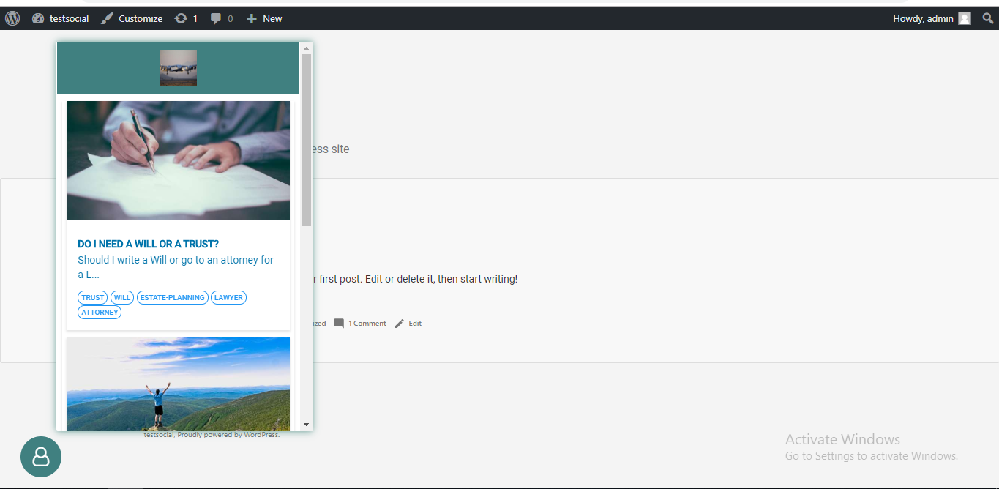 testsocial Customize 1 0 New Howdy, admin
ess site
DO I NEED A WILL OR A TRUST?
Should I write a Will or go to an attorney for
a L...
TRUST WILL ESTATE-PLANNING LAWYER
ATTORNEY
r first post. Edit or delete it, then start writing!
ized 1 Comment Edit
testsocial, Proudly powered by WordPress.
Activate Windows
Go to Settings to activate Windows.